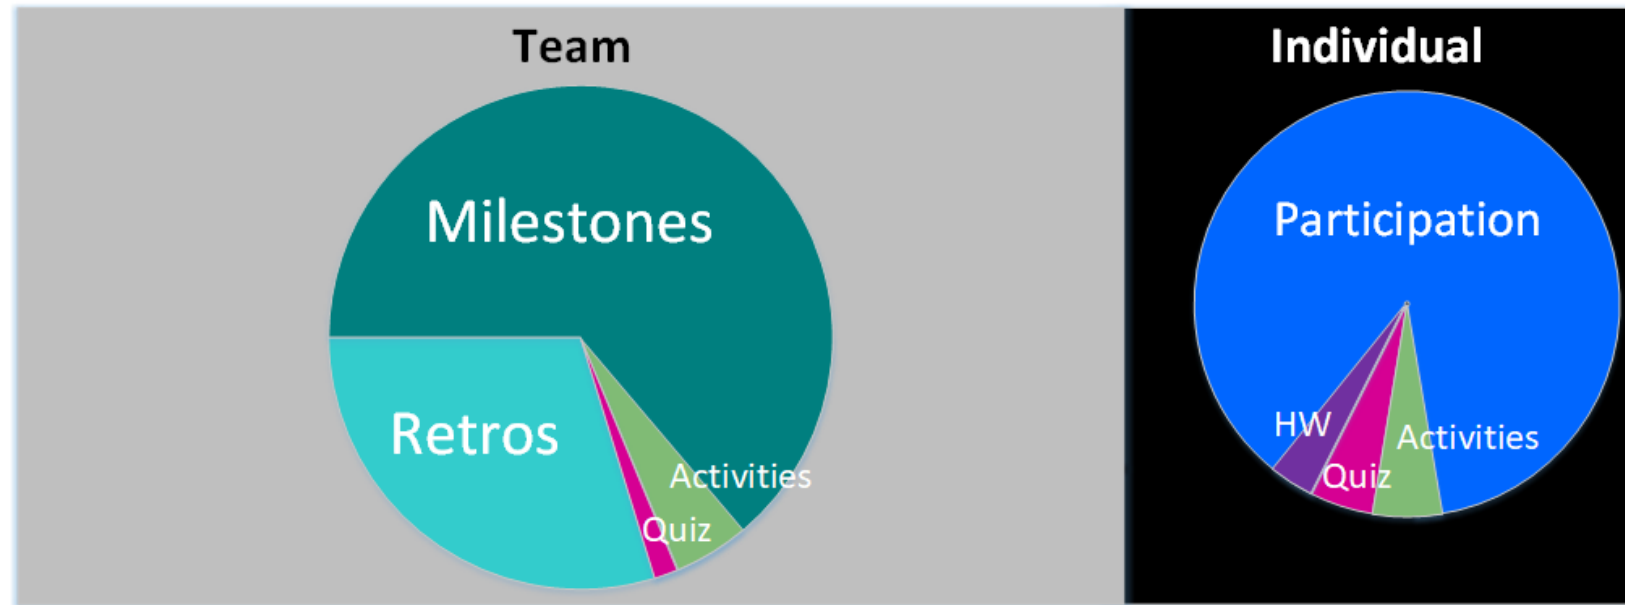 Team
Milestones
Retros
Activities
Quiz
Individual
Participation
HW
Activities
Quiz